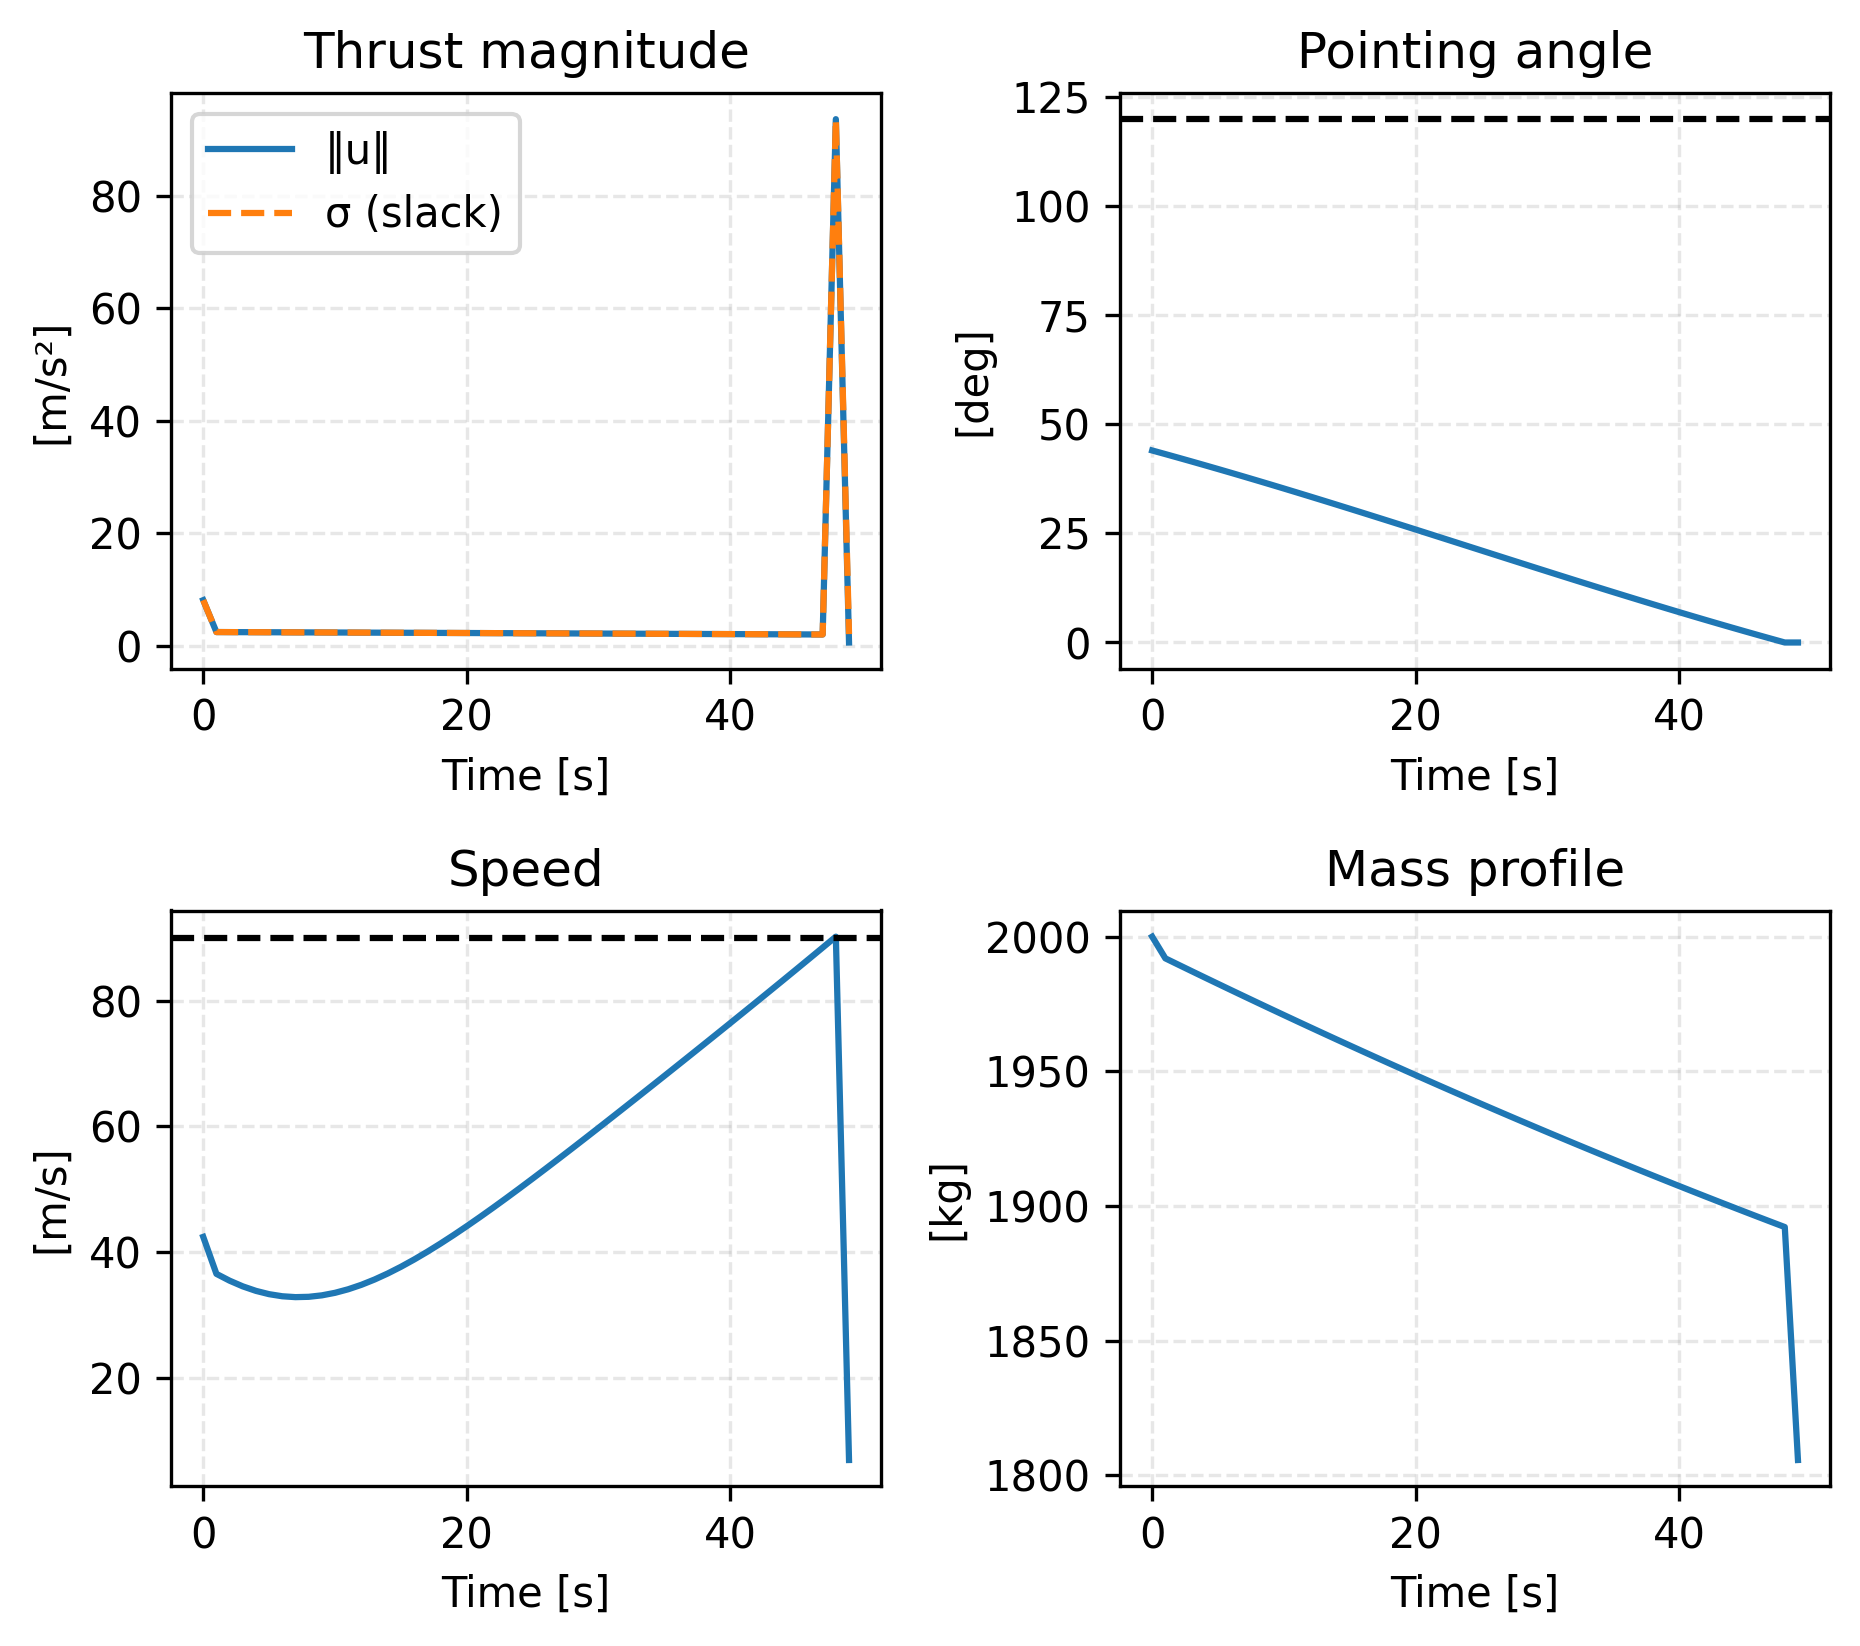 Thrust magnitude
‖u‖
σ (slack)
80
60
40
20
0
[m/s²]
0 20 40
Time [s]
Pointing angle
125
100
75
50
25
0
[deg]
0 20 40
Time [s]
Speed
80
60
40
20
[m/s]
0 20 40
Time [s]
Mass profile
2000
1950
1900
1850
1800
[kg]
0 20 40
Time [s]